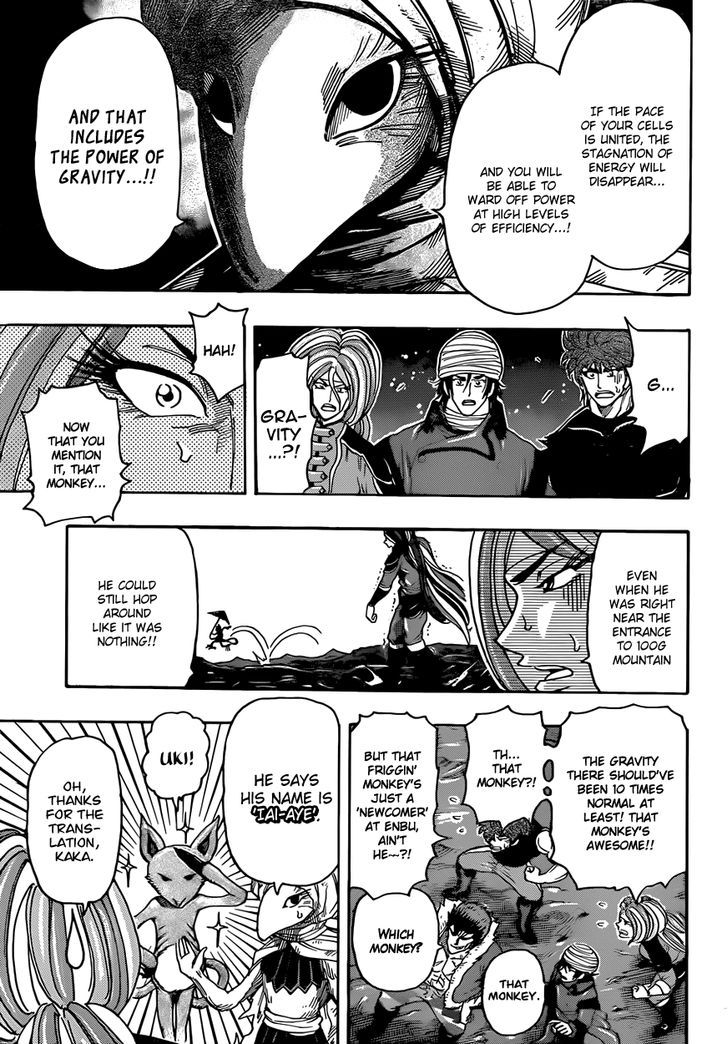 IF THE PACE
OF YOUR CELLS
IS UNITED, THE
STAGNATION OF
ENERGY WILL
DISAPPEAR...
AND YOU WILL
BE ABLE TO
WARD OFF POWER
AT HIGH LEVELS
OF EFFICIENCY...!
AND THAT
INCLUDES
THE POWER OF
GRAVITY...!!
G...
GRA-
VITY
...?!
HAH!
NOW
THAT YOU
MENTION
IT, THAT
MONKEY...
EVEN
WHEN HE
WAS RIGHT
NEAR THE
ENTRANCE
TO 100G
MOUNTAIN
HE COULD
STILL HOP
AROUND
LIKE IT WAS
NOTHING!!
THE GRAVITY
THERE SHOULD'VE
BEEN 10 TIMES
NORMAL AT
LEAST! THAT
MONKEY'S
AWESOME!!
TH...
THAT
MONKEY?!
BUT THAT
FRIGGIN'
MONKEY'S
JUST A
'NEWCOMER'
AT ENBU,
AIN'T
HE~~?!
WHICH
MONKEY?
THAT
MONKEY.
HE SAYS
HIS NAME IS
'IAI-AYE'.
UKI!
OH,
THANKS
FOR THE
TRANS-
LATION,
KAKA.